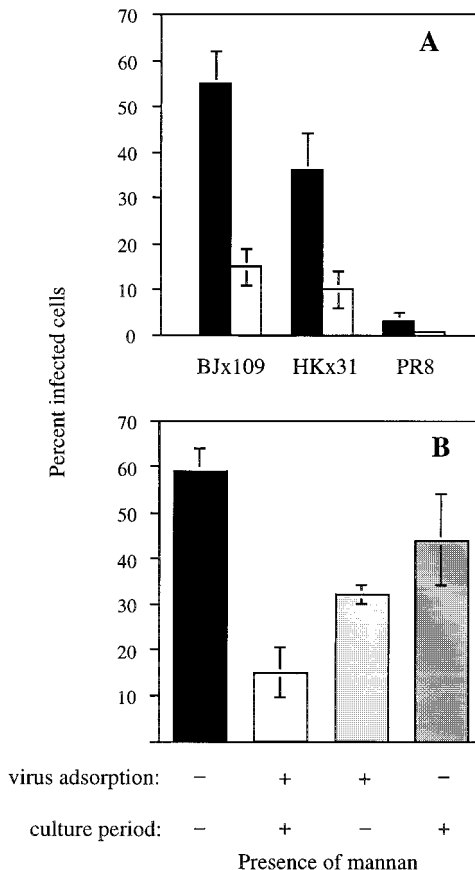 A
70
60
50
40
30
20
10
0
BJx109 HKx31 PR8
Percent infected cells
B
70
60
50
40
30
20
10
virus adsorption: − + + −
culture period: − + − +
Presence of mannan